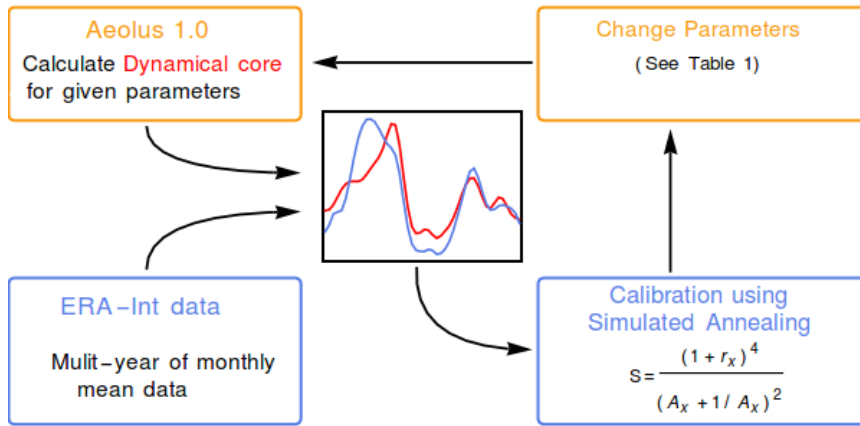 Aeolus 1.0
Calculate Dynamical core
for given parameters
Change Parameters
(See Table 1)
ERA-Int data
Mulit-year of monthly
mean data
Calibration using
Simulated Annealing
S = (1 + r_x)^4 / (A_x + 1 / A_x)^2